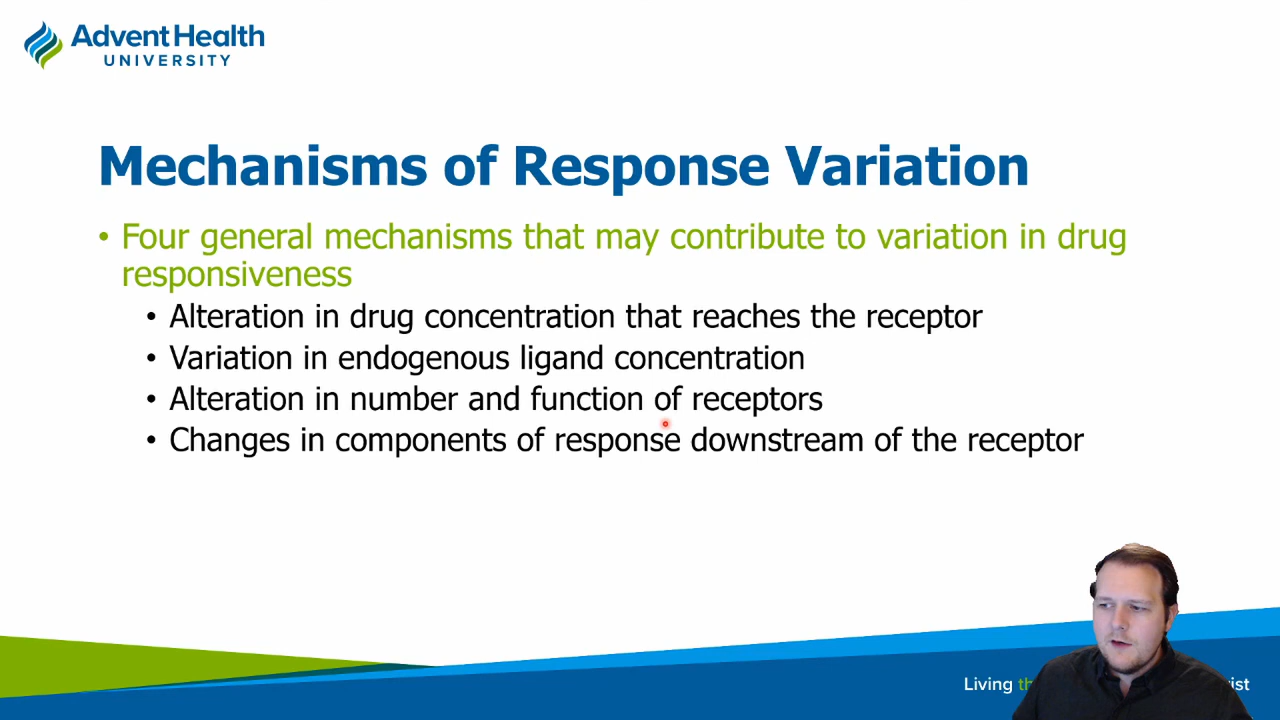 Advent Health
UNIVERSITY
Mechanisms of Response Variation
• Four general mechanisms that may contribute to variation in drug
responsiveness
• Alteration in drug concentration that reaches the receptor
• Variation in endogenous ligand concentration
• Alteration in number and function of receptors
• Changes in components of response downstream of the receptor
Living